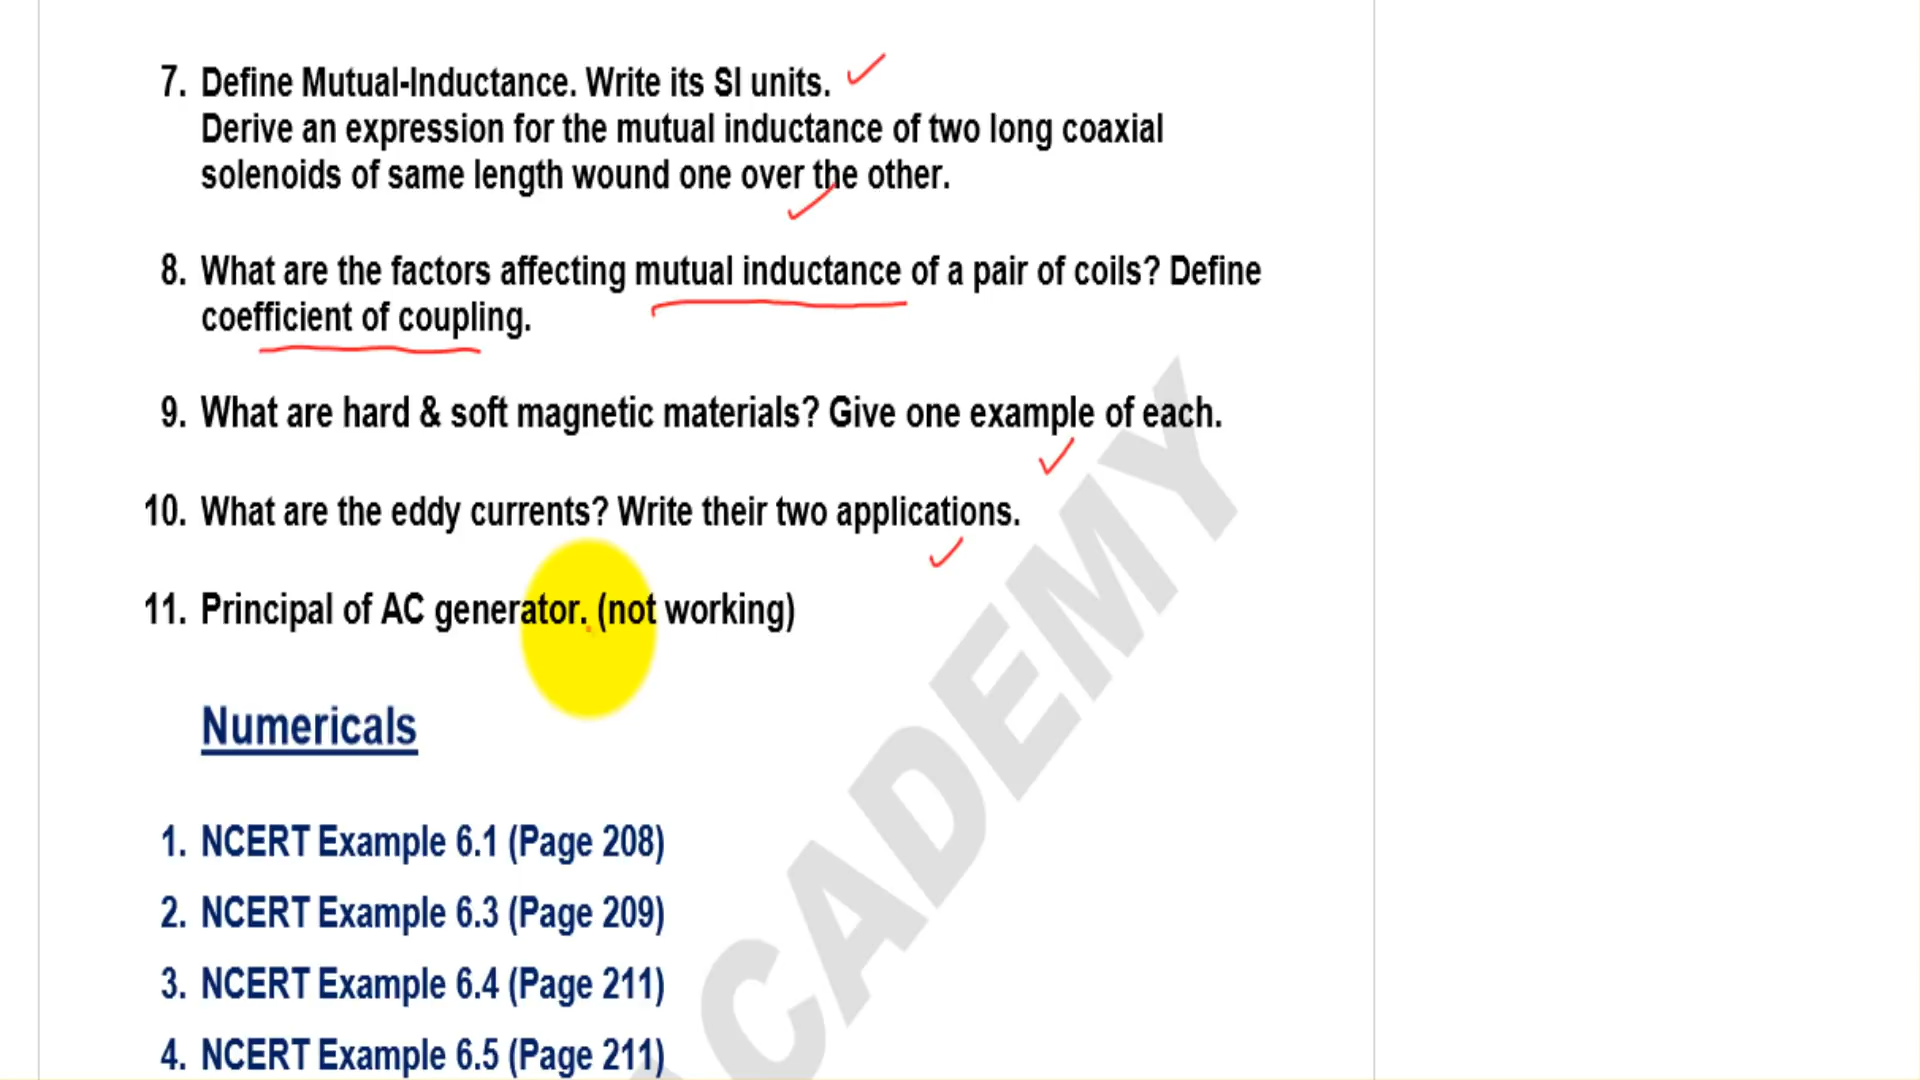 7. Define Mutual-Inductance. Write its SI units.
Derive an expression for the mutual inductance of two long coaxial
solenoids of same length wound one over the other.
8. What are the factors affecting mutual inductance of a pair of coils? Define
coefficient of coupling.
9. What are hard & soft magnetic materials? Give one example of each.
10. What are the eddy currents? Write their two applications.
11. Principal of AC generator. (not working)
Numericals
1. NCERT Example 6.1 (Page 208)
2. NCERT Example 6.3 (Page 209)
3. NCERT Example 6.4 (Page 211)
4. NCERT Example 6.5 (Page 211)
ACADEMY